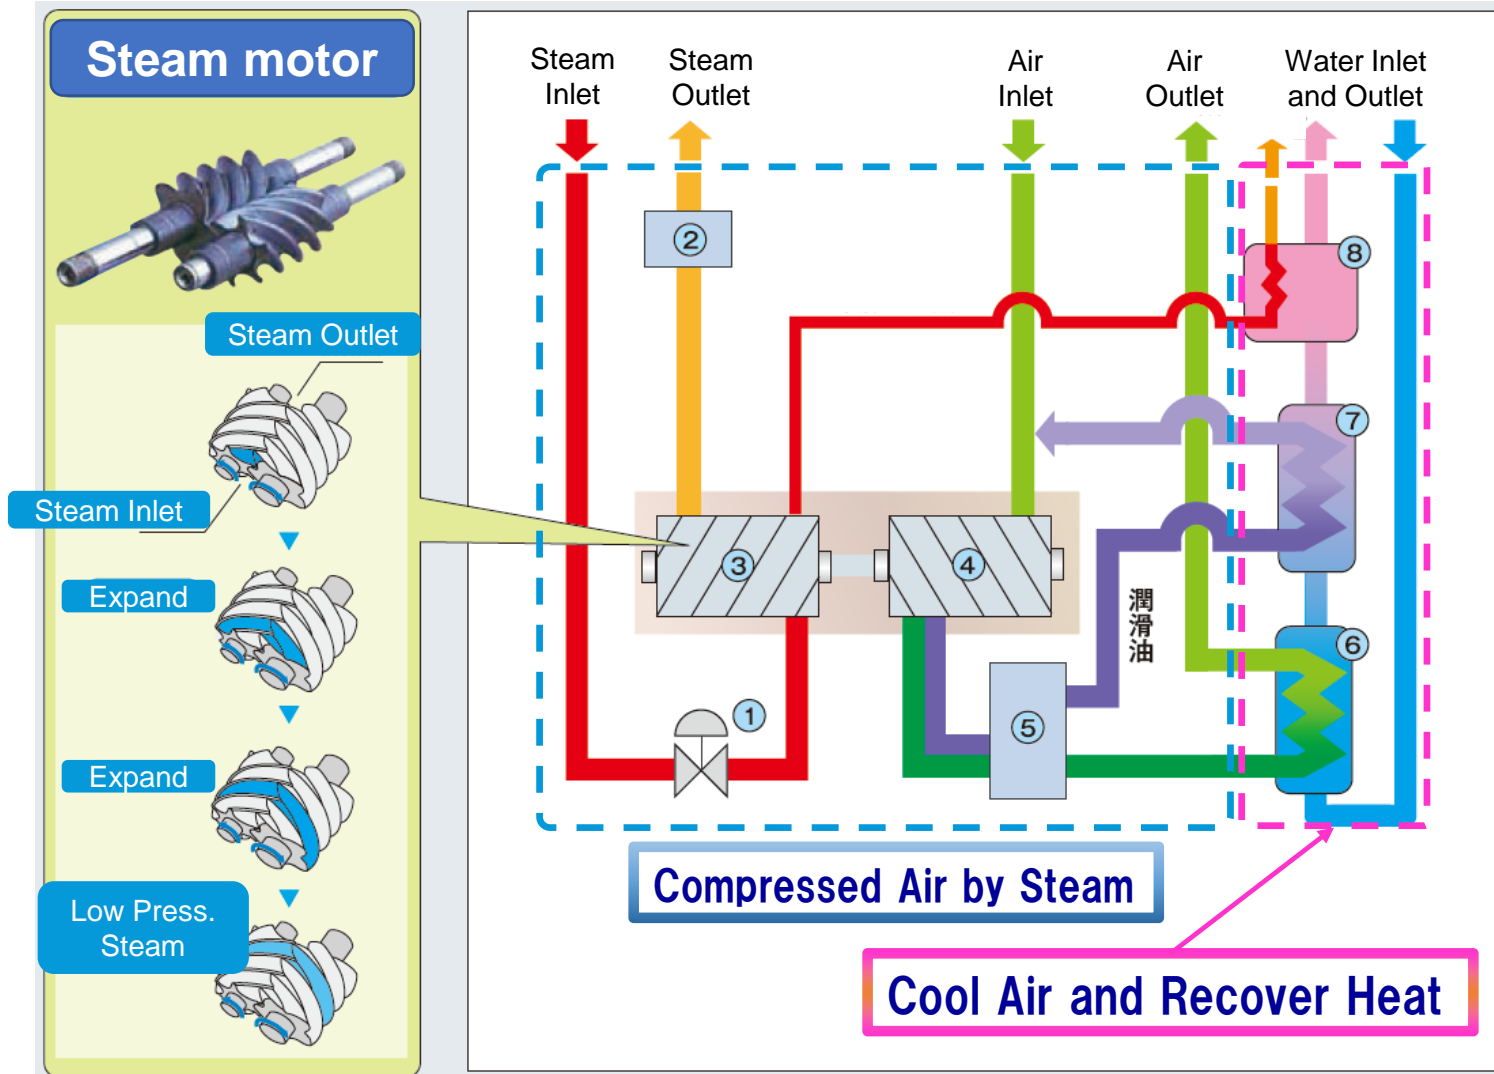 Steam motor
Steam Outlet
Steam Inlet
Expand
Expand
Low Press.
Steam
Steam
Inlet
Steam
Outlet
Air
Inlet
Air
Outlet
Water Inlet
and Outlet
②
⑧
⑦
③
④
潤滑油
⑥
①
⑤
Compressed Air by Steam
Cool Air and Recover Heat